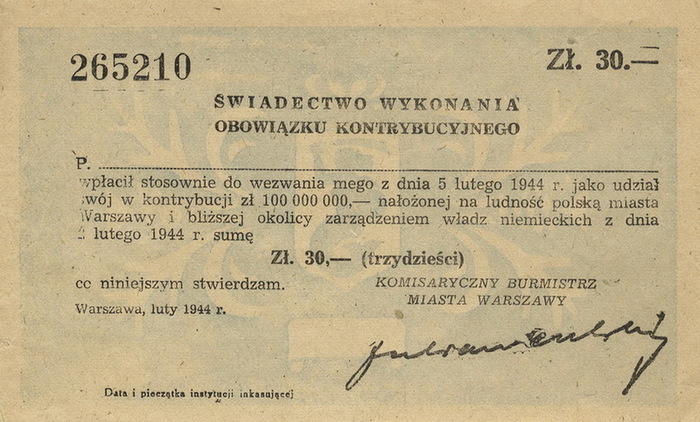 265210
Zł. 30.—
ŚWIADECTWO WYKONANIA
OBOWIĄZKU KONTRYBUCYJNEGO
P.
wpłacił stosownie do wezwania mego z dnia 5 lutego 1944 r. jako udział
swój w kontrybucji zł 100 000 000,— nałożonej na ludność polską miasta
Warszawy i bliższej okolicy zarządzeniem władz niemieckich z dnia
lutego 1944 r. sumę
Zł. 30,— (trzydzieści)
co niniejszym stwierdzam.
KOMISARYCZNY BURMISTRZ
MIASTA WARSZAWY
Warszawa, luty 1944 r.
Data i pieczątka instytucji inkasującej